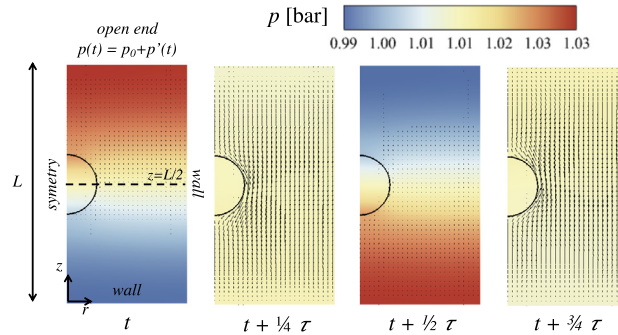 open end
p(t) = p₀+p'(t)
p [bar]
0.99 1.00 1.01 1.01 1.02 1.03 1.03
L
symetry
z=L/2
wall
z
wall
r
t
t + ¼ τ
t + ½ τ
t + ¾ τ